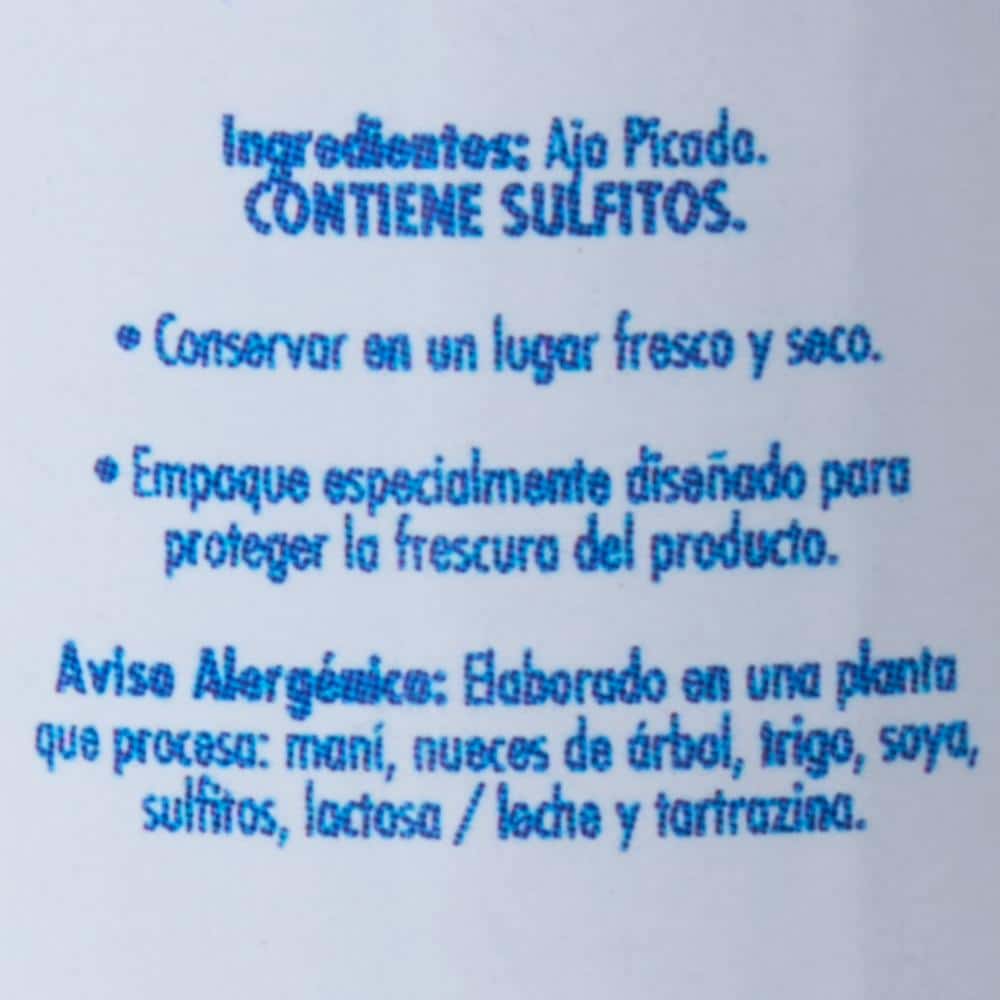 Ingredientes: Ajo Picado.
CONTIENE SULFITOS.
• Conservar en un lugar fresco y seco.
• Empaque especialmente diseñado para
proteger la frescura del producto.
Aviso Alergénico: Elaborado en una planta
que procesa: maní, nueces de árbol, trigo, soya,
sulfitos, lactosa / leche y tartrazina.